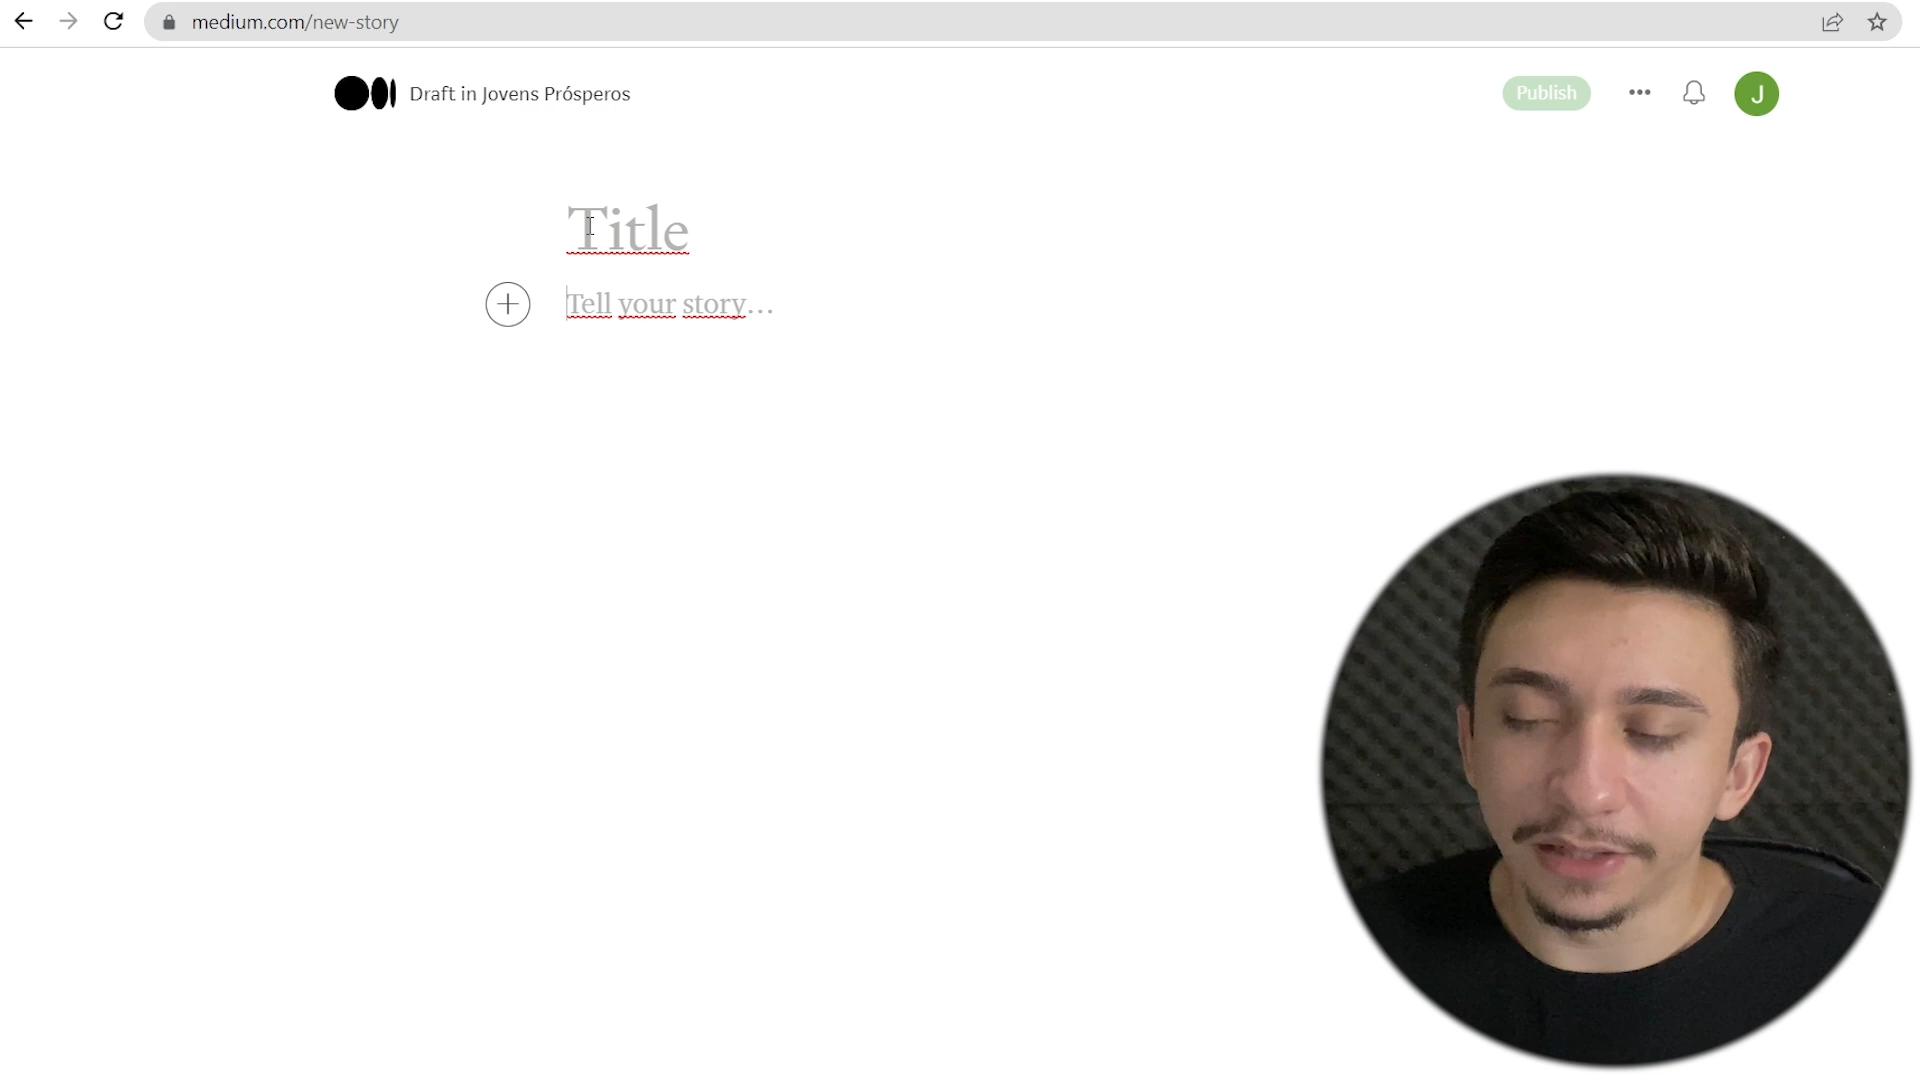 medium.com/new-story
Draft in Jovens Prósperos
Publish
J
Title
Tell your story...